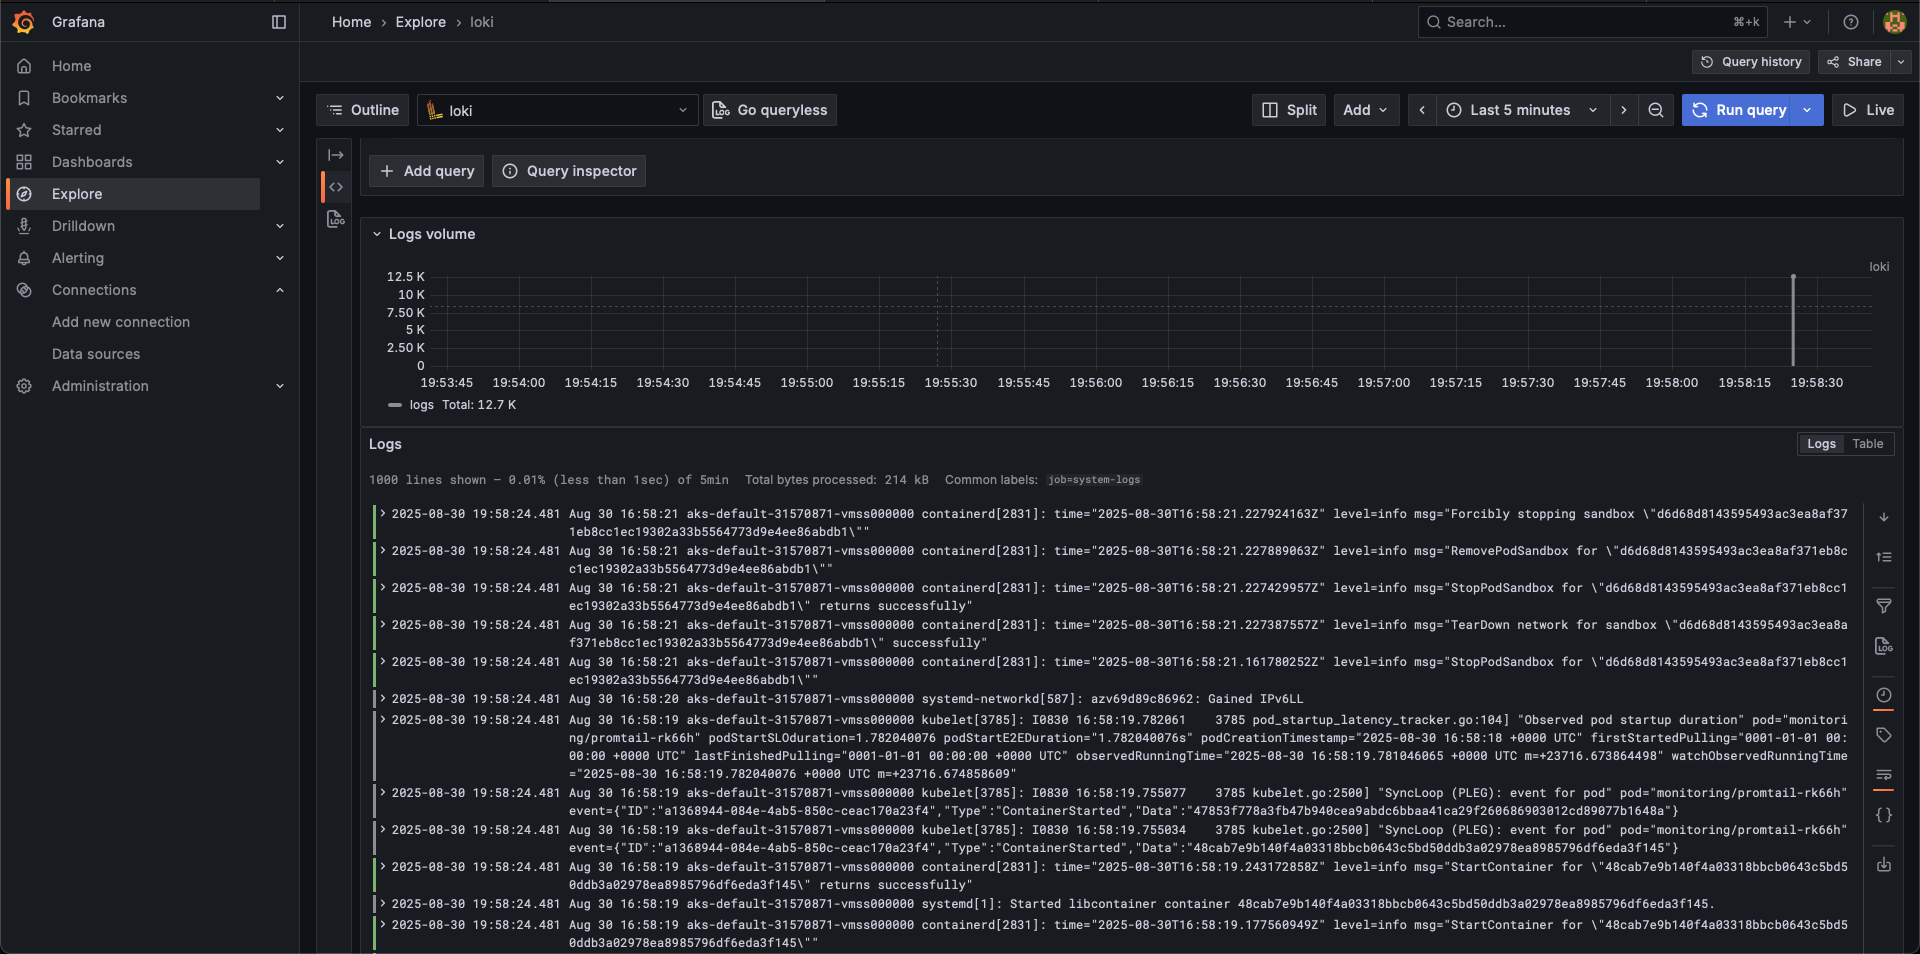 Grafana
Home › Explore › loki
Search...
⌘+k
Home
Bookmarks
Starred
Dashboards
Explore
Drilldown
Alerting
Connections
Add new connection
Data sources
Administration
Query history
Share
Outline
loki
Go queryless
Split
Add
Last 5 minutes
Run query
Live
Add query
Query inspector
Logs volume
loki
12.5 K
10 K
7.50 K
5 K
2.50 K
0
19:53:45 19:54:00 19:54:15 19:54:30 19:54:45 19:55:00 19:55:15 19:55:30 19:55:45 19:56:00 19:56:15 19:56:30 19:56:45 19:57:00 19:57:15 19:57:30 19:57:45 19:58:00 19:58:15 19:58:30
logs Total: 12.7 K
Logs
Logs Table
1000 lines shown — 0.01% (less than 1sec) of 5min Total bytes processed: 214 kB Common labels: job=system-logs
2025-08-30 19:58:24.481 Aug 30 16:58:21 aks-default-31570871-vmss000000 containerd[2831]: time="2025-08-30T16:58:21.227924163Z" level=info msg="Forcibly stopping sandbox \"d6d68d8143595493ac3ea8af37
1eb8cc1ec19302a33b5564773d9e4ee86abdb1\""
2025-08-30 19:58:24.481 Aug 30 16:58:21 aks-default-31570871-vmss000000 containerd[2831]: time="2025-08-30T16:58:21.227889063Z" level=info msg="RemovePodSandbox for \"d6d68d8143595493ac3ea8af371eb8c
c1ec19302a33b5564773d9e4ee86abdb1\""
2025-08-30 19:58:24.481 Aug 30 16:58:21 aks-default-31570871-vmss000000 containerd[2831]: time="2025-08-30T16:58:21.227429957Z" level=info msg="StopPodSandbox for \"d6d68d8143595493ac3ea8af371eb8cc1
ec19302a33b5564773d9e4ee86abdb1\" returns successfully"
2025-08-30 19:58:24.481 Aug 30 16:58:21 aks-default-31570871-vmss000000 containerd[2831]: time="2025-08-30T16:58:21.227387557Z" level=info msg="TearDown network for sandbox \"d6d68d8143595493ac3ea8a
f371eb8cc1ec19302a33b5564773d9e4ee86abdb1\" successfully"
2025-08-30 19:58:24.481 Aug 30 16:58:21 aks-default-31570871-vmss000000 containerd[2831]: time="2025-08-30T16:58:21.161780252Z" level=info msg="StopPodSandbox for \"d6d68d8143595493ac3ea8af371eb8cc1
ec19302a33b5564773d9e4ee86abdb1\""
2025-08-30 19:58:24.481 Aug 30 16:58:20 aks-default-31570871-vmss000000 systemd-networkd[587]: azv69d89c86962: Gained IPv6LL
2025-08-30 19:58:24.481 Aug 30 16:58:19 aks-default-31570871-vmss000000 kubelet[3785]: I0830 16:58:19.782061 3785 pod_startup_latency_tracker.go:104] "Observed pod startup duration" pod="monitori
ng/promtail-rk66h" podStartSLOduration=1.782040076 podStartE2EDuration="1.782040076s" podCreationTimestamp="2025-08-30 16:58:18 +0000 UTC" firstStartedPulling="0001-01-01 00:
00:00 +0000 UTC" lastFinishedPulling="0001-01-01 00:00:00 +0000 UTC" observedRunningTime="2025-08-30 16:58:19.781046065 +0000 UTC m=+23716.673864498" watchObservedRunningTime
="2025-08-30 16:58:19.782040076 +0000 UTC m=+23716.674858609"
2025-08-30 19:58:24.481 Aug 30 16:58:19 aks-default-31570871-vmss000000 kubelet[3785]: I0830 16:58:19.755077 3785 kubelet.go:2500] "SyncLoop (PLEG): event for pod" pod="monitoring/promtail-rk66h"
event={"ID":"a1368944-084e-4ab5-850c-ceac170a23f4","Type":"ContainerStarted","Data":"47853f778a3fb47b940cea9abdc6bbaa41ca29f260686903012cd89077b1648a"}
2025-08-30 19:58:24.481 Aug 30 16:58:19 aks-default-31570871-vmss000000 kubelet[3785]: I0830 16:58:19.755034 3785 kubelet.go:2500] "SyncLoop (PLEG): event for pod" pod="monitoring/promtail-rk66h"
event={"ID":"a1368944-084e-4ab5-850c-ceac170a23f4","Type":"ContainerStarted","Data":"48cab7e9b140f4a03318bbcb0643c5bd50ddb3a02978ea8985796df6eda3f145"}
2025-08-30 19:58:24.481 Aug 30 16:58:19 aks-default-31570871-vmss000000 containerd[2831]: time="2025-08-30T16:58:19.243172858Z" level=info msg="StartContainer for \"48cab7e9b140f4a03318bbcb0643c5bd5
0ddb3a02978ea8985796df6eda3f145\" returns successfully"
2025-08-30 19:58:24.481 Aug 30 16:58:19 aks-default-31570871-vmss000000 systemd[1]: Started libcontainer container 48cab7e9b140f4a03318bbcb0643c5bd50ddb3a02978ea8985796df6eda3f145.
2025-08-30 19:58:24.481 Aug 30 16:58:19 aks-default-31570871-vmss000000 containerd[2831]: time="2025-08-30T16:58:19.177560949Z" level=info msg="StartContainer for \"48cab7e9b140f4a03318bbcb0643c5bd5
0ddb3a02978ea8985796df6eda3f145\""